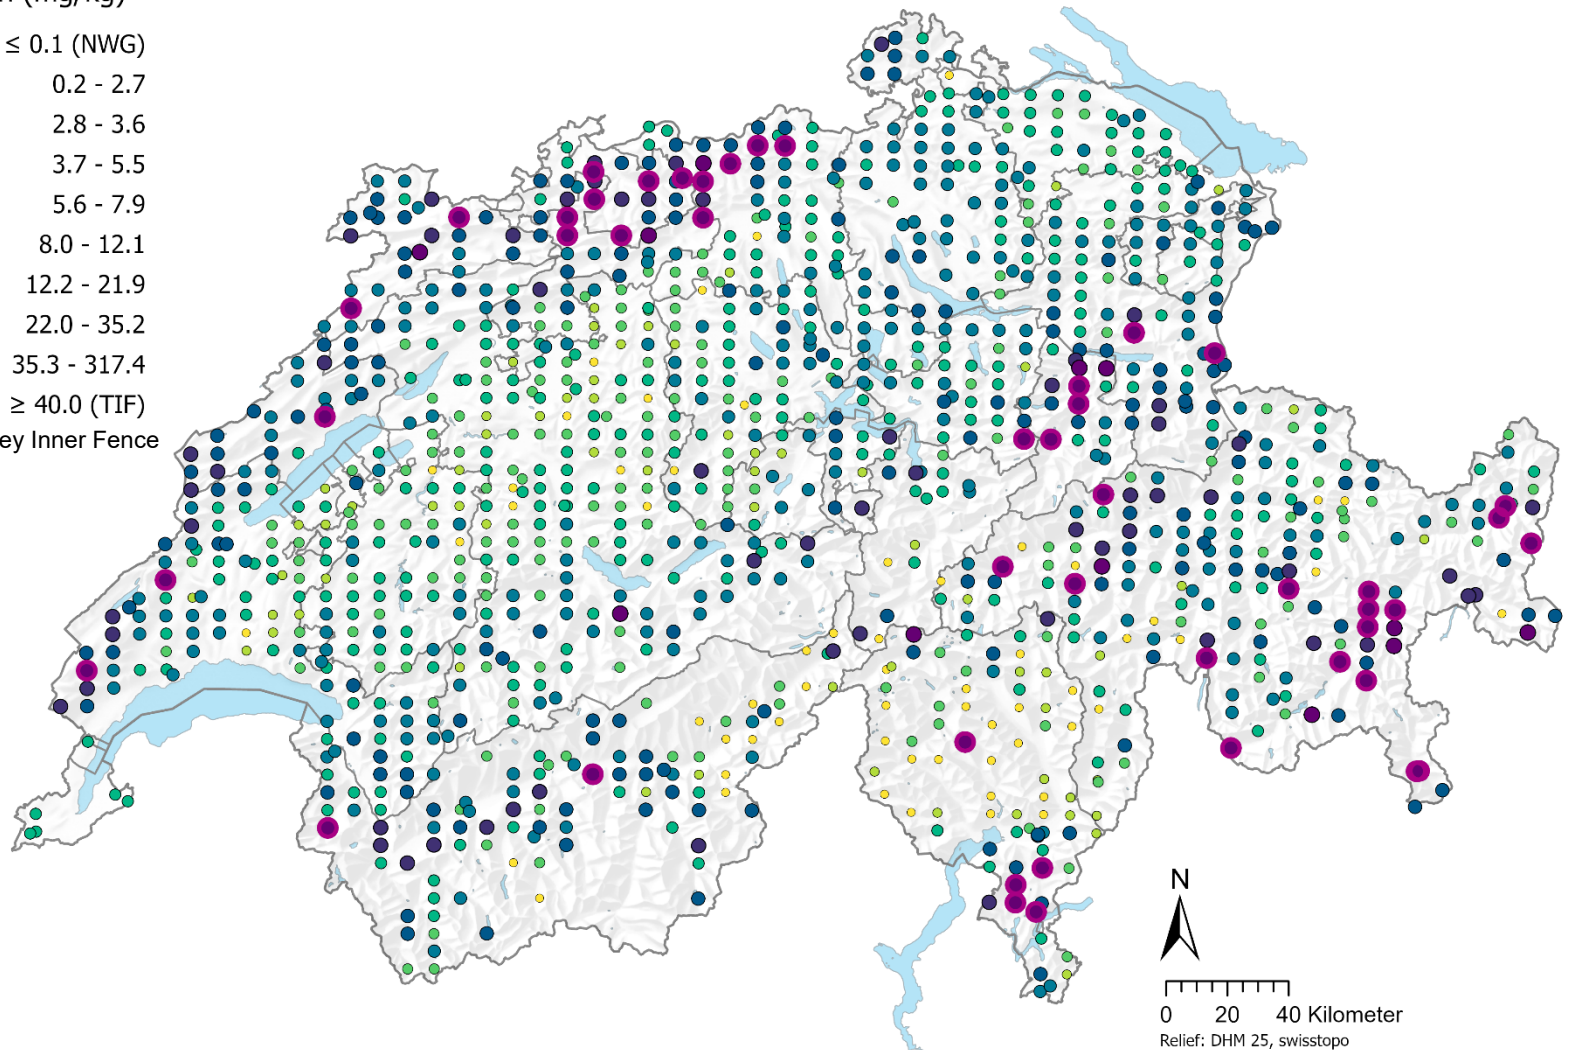 (mg/kg)
≤ 0.1 (NWG)
0.2 - 2.7
2.8 - 3.6
3.7 - 5.5
5.6 - 7.9
8.0 - 12.1
12.2 - 21.9
22.0 - 35.2
35.3 - 317.4
≥ 40.0 (TIF)
ey Inner Fence
N
0 20 40 Kilometer
Relief: DHM 25, swisstopo